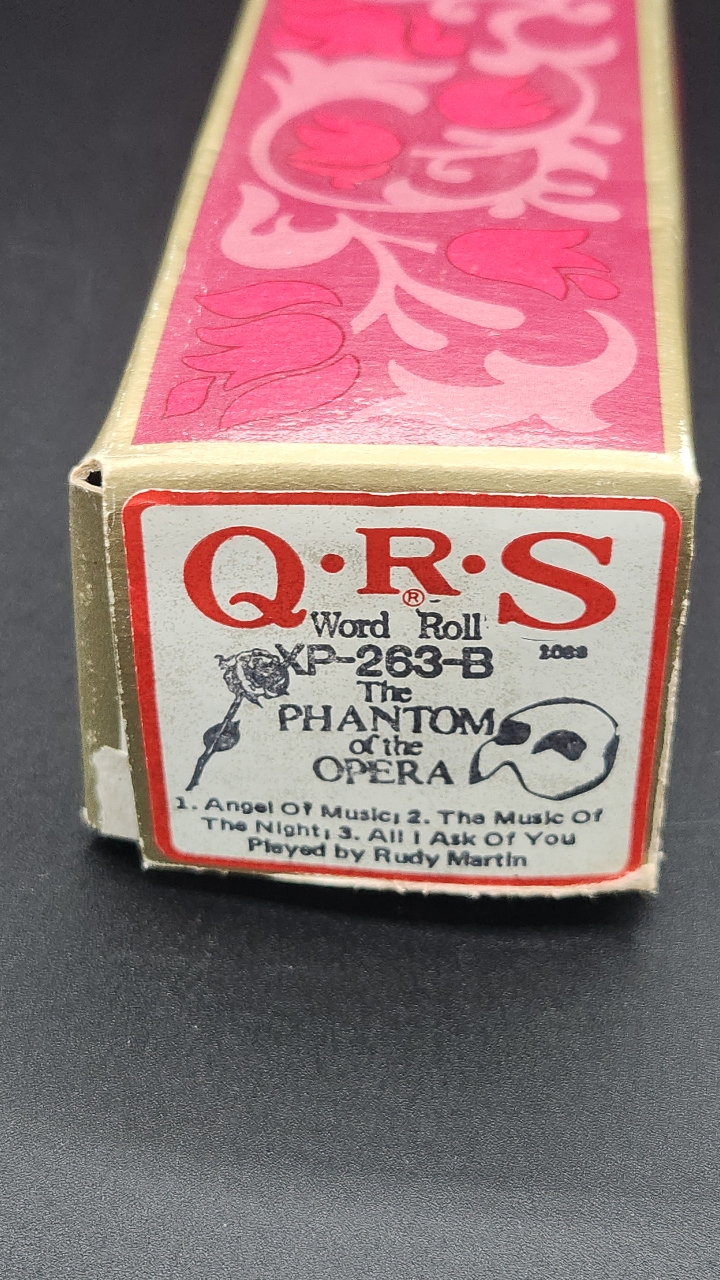 Q·R·S
®
Word Roll
XP-263-B
The
PHANTOM
of the
OPERA
1. Angel Of Music; 2. The Music Of
The Night; 3. All I Ask Of You
Played by Rudy Martin